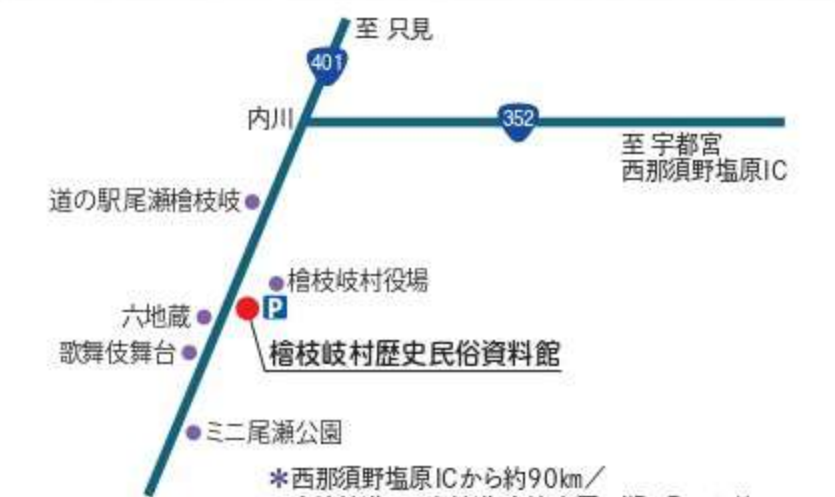 至 只見
401
内川
352
至 宇都宮
西那須野塩原IC
道の駅尾瀬檜枝岐
檜枝岐村役場
P
六地蔵
歌舞伎舞台
檜枝岐村歴史民俗資料館
ミニ尾瀬公園
＊西那須野塩原ICから約90km／